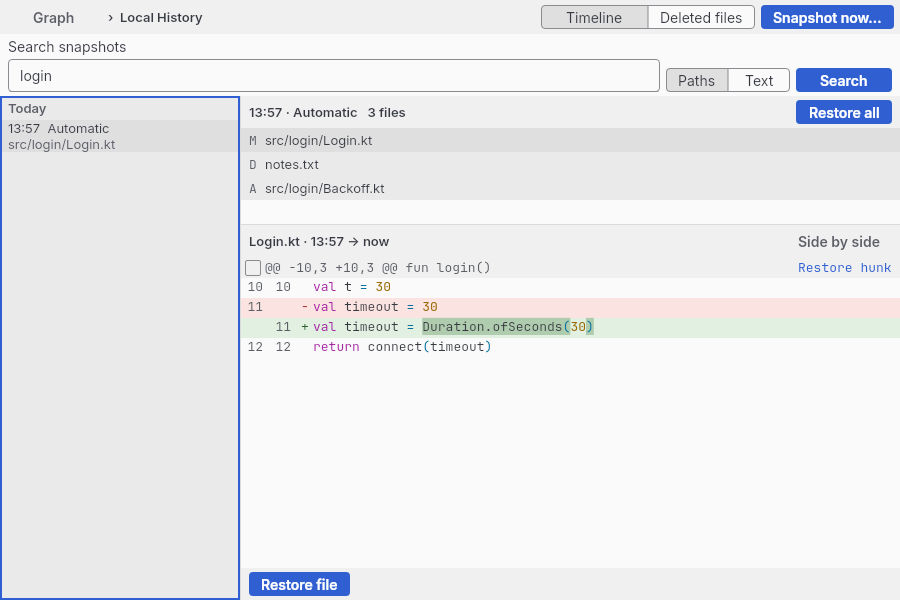 Graph › Local History Timeline Deleted files Snapshot now...
Search snapshots
login Paths Text Search
Today
13:57 Automatic
src/login/Login.kt
13:57 · Automatic 3 files Restore all
M src/login/Login.kt
D notes.txt
A src/login/Backoff.kt
Login.kt · 13:57 → now Side by side
@@ -10,3 +10,3 @@ fun login() Restore hunk
10 10 val t = 30
11 - val timeout = 30
11 + val timeout = Duration.ofSeconds(30)
12 12 return connect(timeout)
Restore file